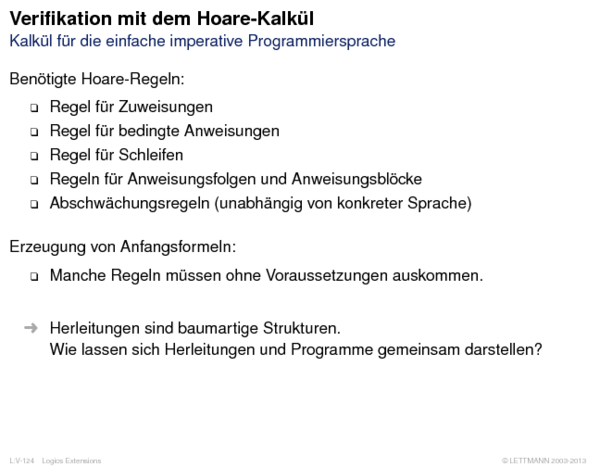 Verifikation mit dem Hoare-Kalkül
Kalkül für die einfache imperative Programmiersprache
Benötigte Hoare-Regeln:
❑ Regel für Zuweisungen
❑ Regel für bedingte Anweisungen
❑ Regel für Schleifen
❑ Regeln für Anweisungsfolgen und Anweisungsblöcke
❑ Abschwächungsregeln (unabhängig von konkreter Sprache)
Erzeugung von Anfangsformeln:
❑ Manche Regeln müssen ohne Voraussetzungen auskommen.
➜ Herleitungen sind baumartige Strukturen.
Wie lassen sich Herleitungen und Programme gemeinsam darstellen?
L:V-124 Logics Extensions © LETTMANN 2003-2013